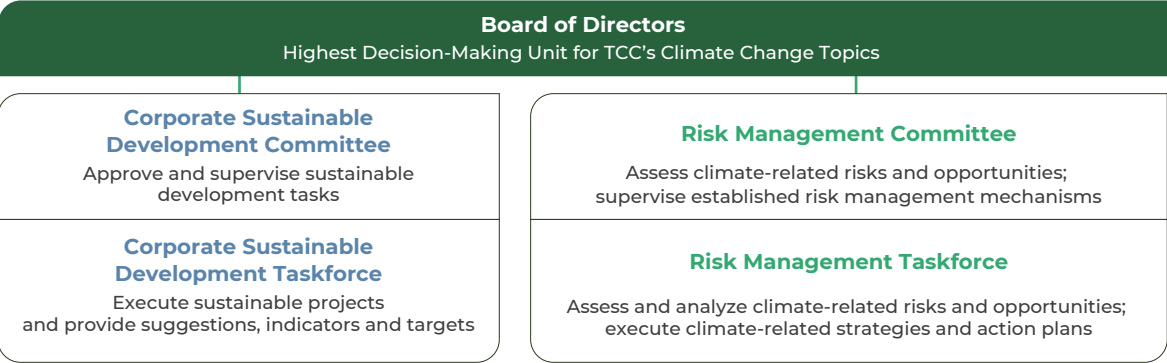 Board of Directors
Highest Decision-Making Unit for TCC's Climate Change Topics
Corporate Sustainable
Development Committee
Approve and supervise sustainable
development tasks
Corporate Sustainable
Development Taskforce
Execute sustainable projects
and provide suggestions, indicators and targets
Risk Management Committee
Assess climate-related risks and opportunities;
supervise established risk management mechanisms
Risk Management Taskforce
Assess and analyze climate-related risks and opportunities;
execute climate-related strategies and action plans